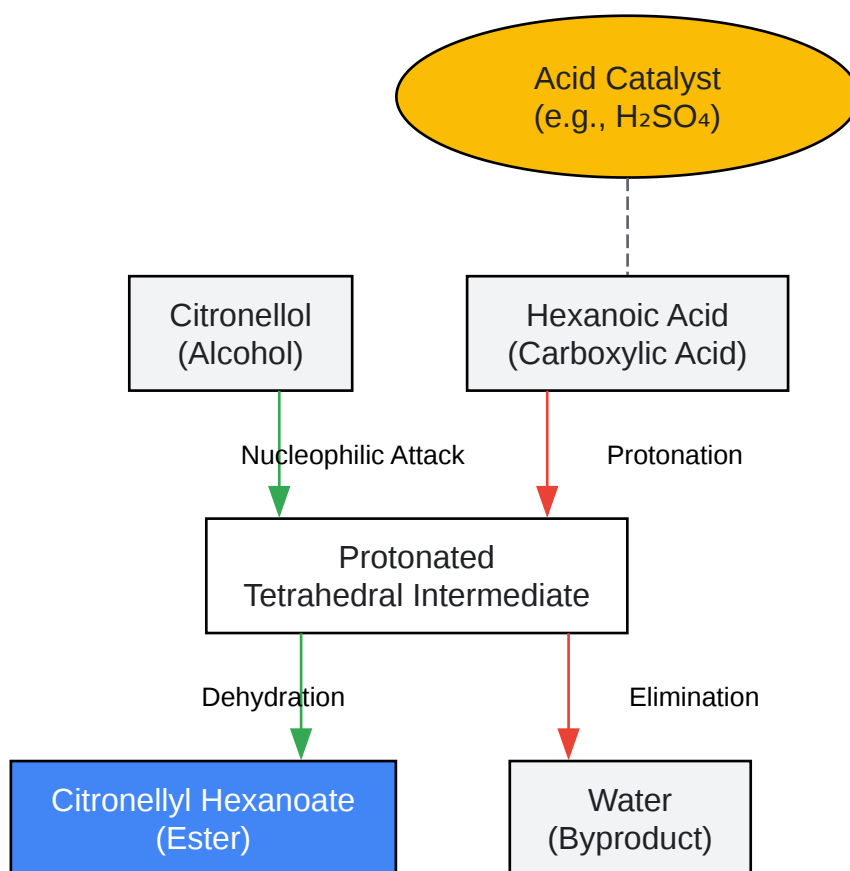 Acid Catalyst
(e.g., H₂SO₄)
Citronellol
(Alcohol)
Hexanoic Acid
(Carboxylic Acid)
Nucleophilic Attack
Protonation
Protonated
Tetrahedral Intermediate
Dehydration
Elimination
Citronellyl Hexanoate
(Ester)
Water
(Byproduct)